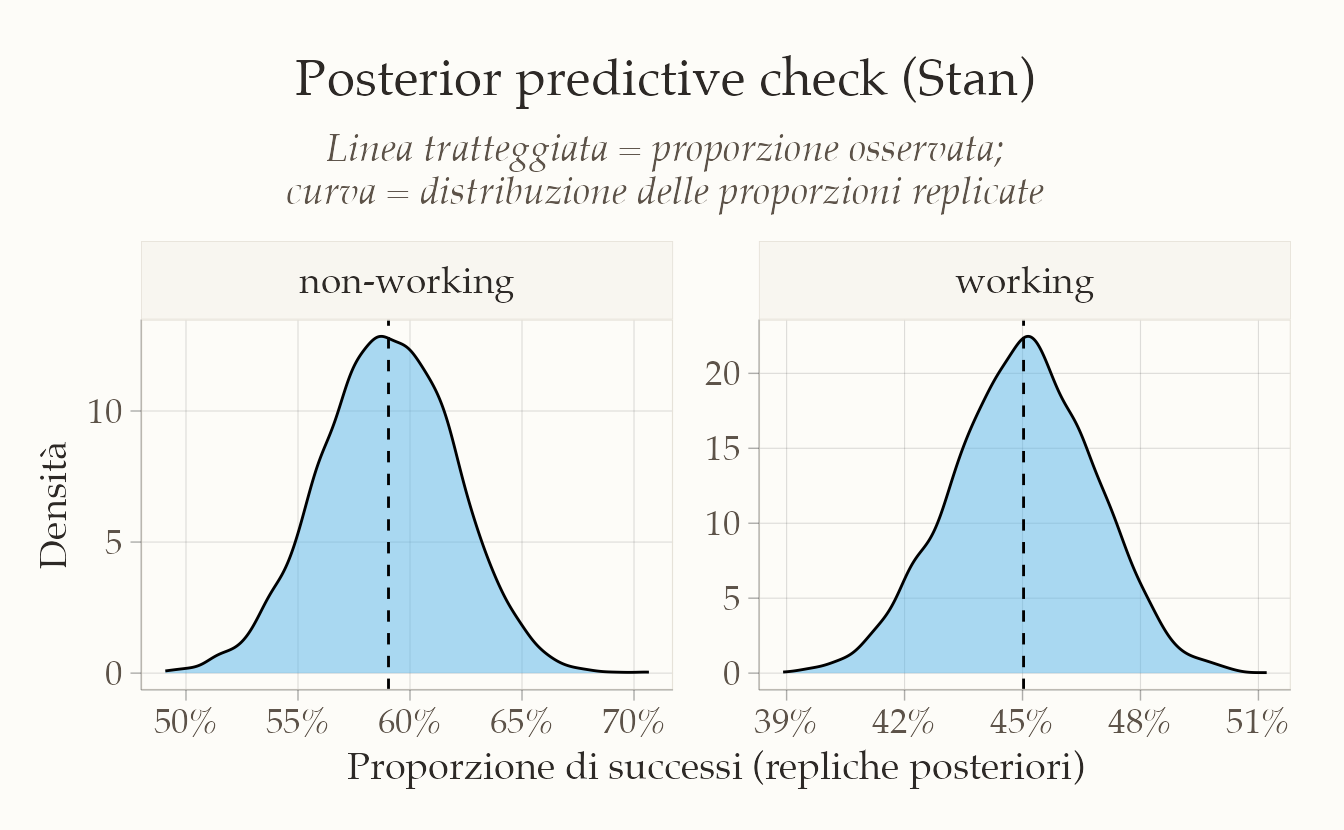 Posterior predictive check (Stan)
Linea tratteggiata = proporzione osservata;
curva = distribuzione delle proporzioni replicate
non-working
working
Densità
10
5
0
20
15
10
5
0
50% 55% 60% 65% 70%
39% 42% 45% 48% 51%
Proporzione di successi (repliche posteriori)